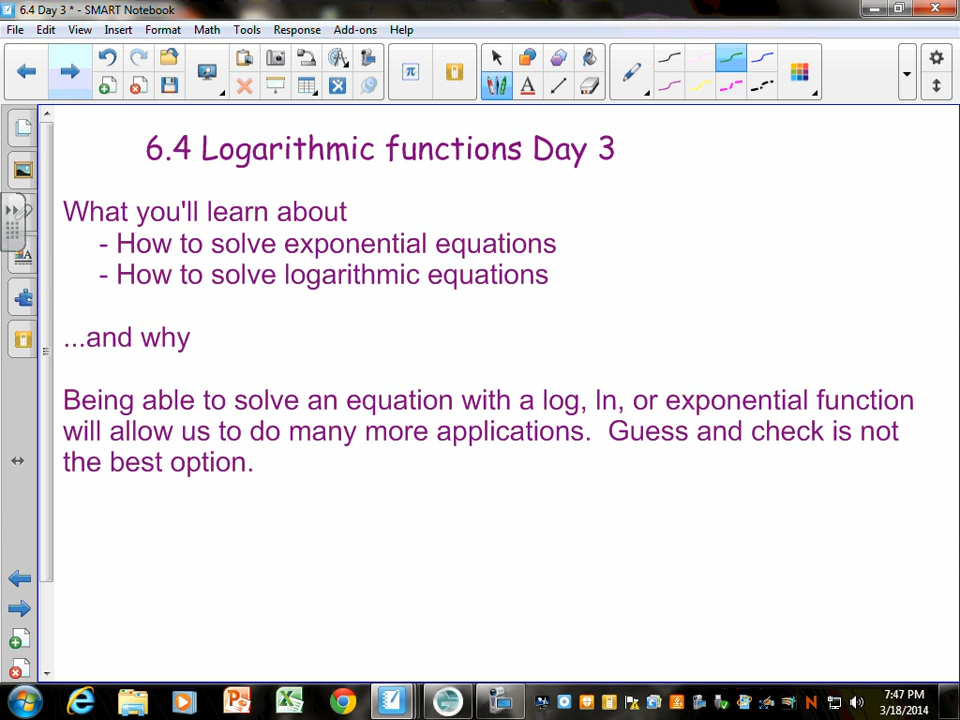 6.4 Day 3 * - SMART Notebook
File Edit View Insert Format Math Tools Response Add-ons Help
6.4 Logarithmic functions Day 3
What you'll learn about
- How to solve exponential equations
- How to solve logarithmic equations
...and why
Being able to solve an equation with a log, ln, or exponential function
will allow us to do many more applications.  Guess and check is not
the best option.
7:47 PM
3/18/2014